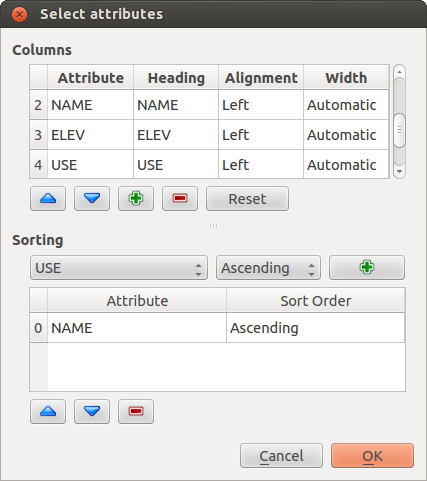 Select attributes
Columns
Attribute Heading Alignment Width
2 NAME NAME Left Automatic
3 ELEV ELEV Left Automatic
4 USE USE Left Automatic
Reset
Sorting
USE Ascending
Attribute Sort Order
0 NAME Ascending
Cancel OK